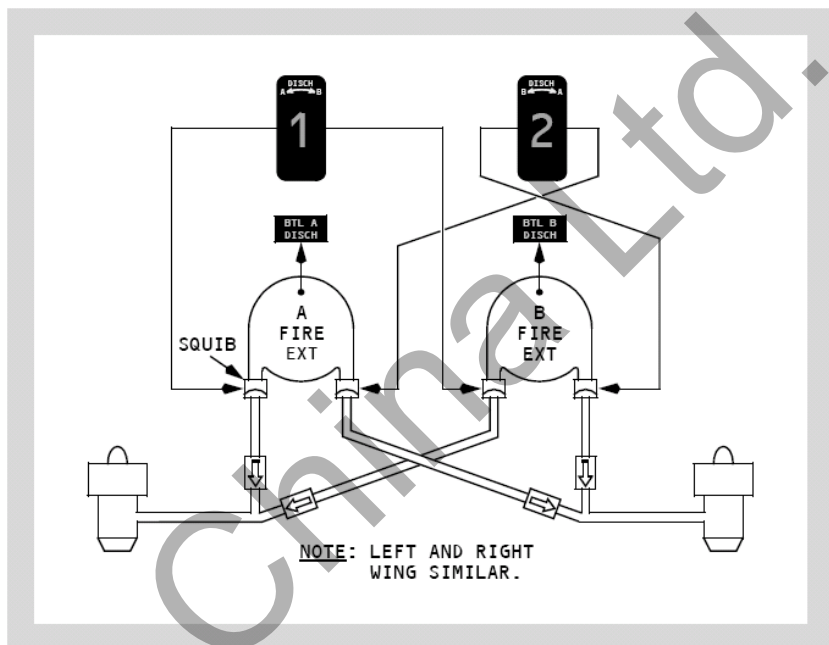 DISCH
A B
1
DISCH
B A
2
BTL A
DISCH
BTL B
DISCH
A
FIRE
EXT
B
FIRE
EXT
SQUIB
NOTE: LEFT AND RIGHT
WING SIMILAR.
China Ltd.